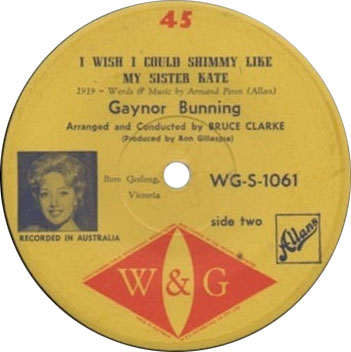 45
I WISH I COULD SHIMMY LIKE
MY SISTER KATE
1919 - Words & Music by Armand Piron (Allan)
Gaynor Bunning
Arranged and Conducted by BRUCE CLARKE
(Produced by Ron Gillespie)
Born Geelong,
Victoria
WG-S-1061
side two
Allans
RECORDED IN AUSTRALIA
W & G